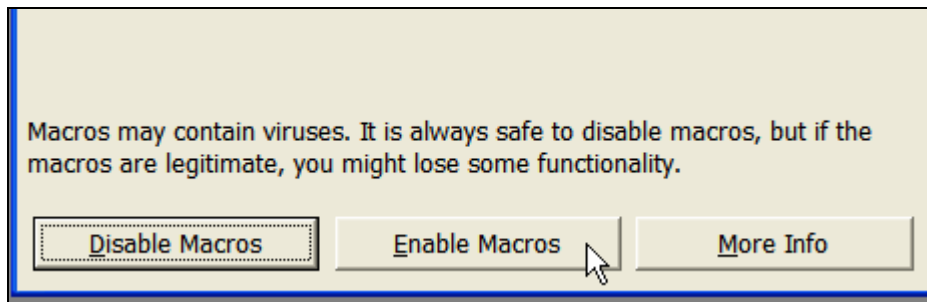 Macros may contain viruses. It is always safe to disable macros, but if the
macros are legitimate, you might lose some functionality.
Disable Macros Enable Macros More Info